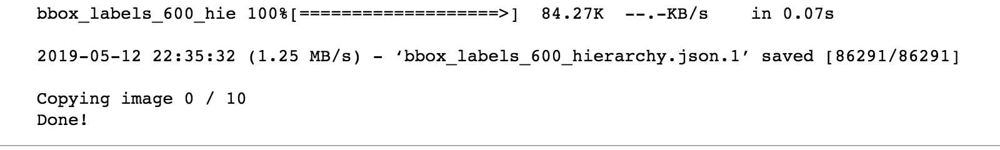 bbox_labels_600_hie 100%[===================>]  84.27K  --.-KB/s    in 0.07s
2019-05-12 22:35:32 (1.25 MB/s) - ‘bbox_labels_600_hierarchy.json.1’ saved [86291/86291]
Copying image 0 / 10
Done!